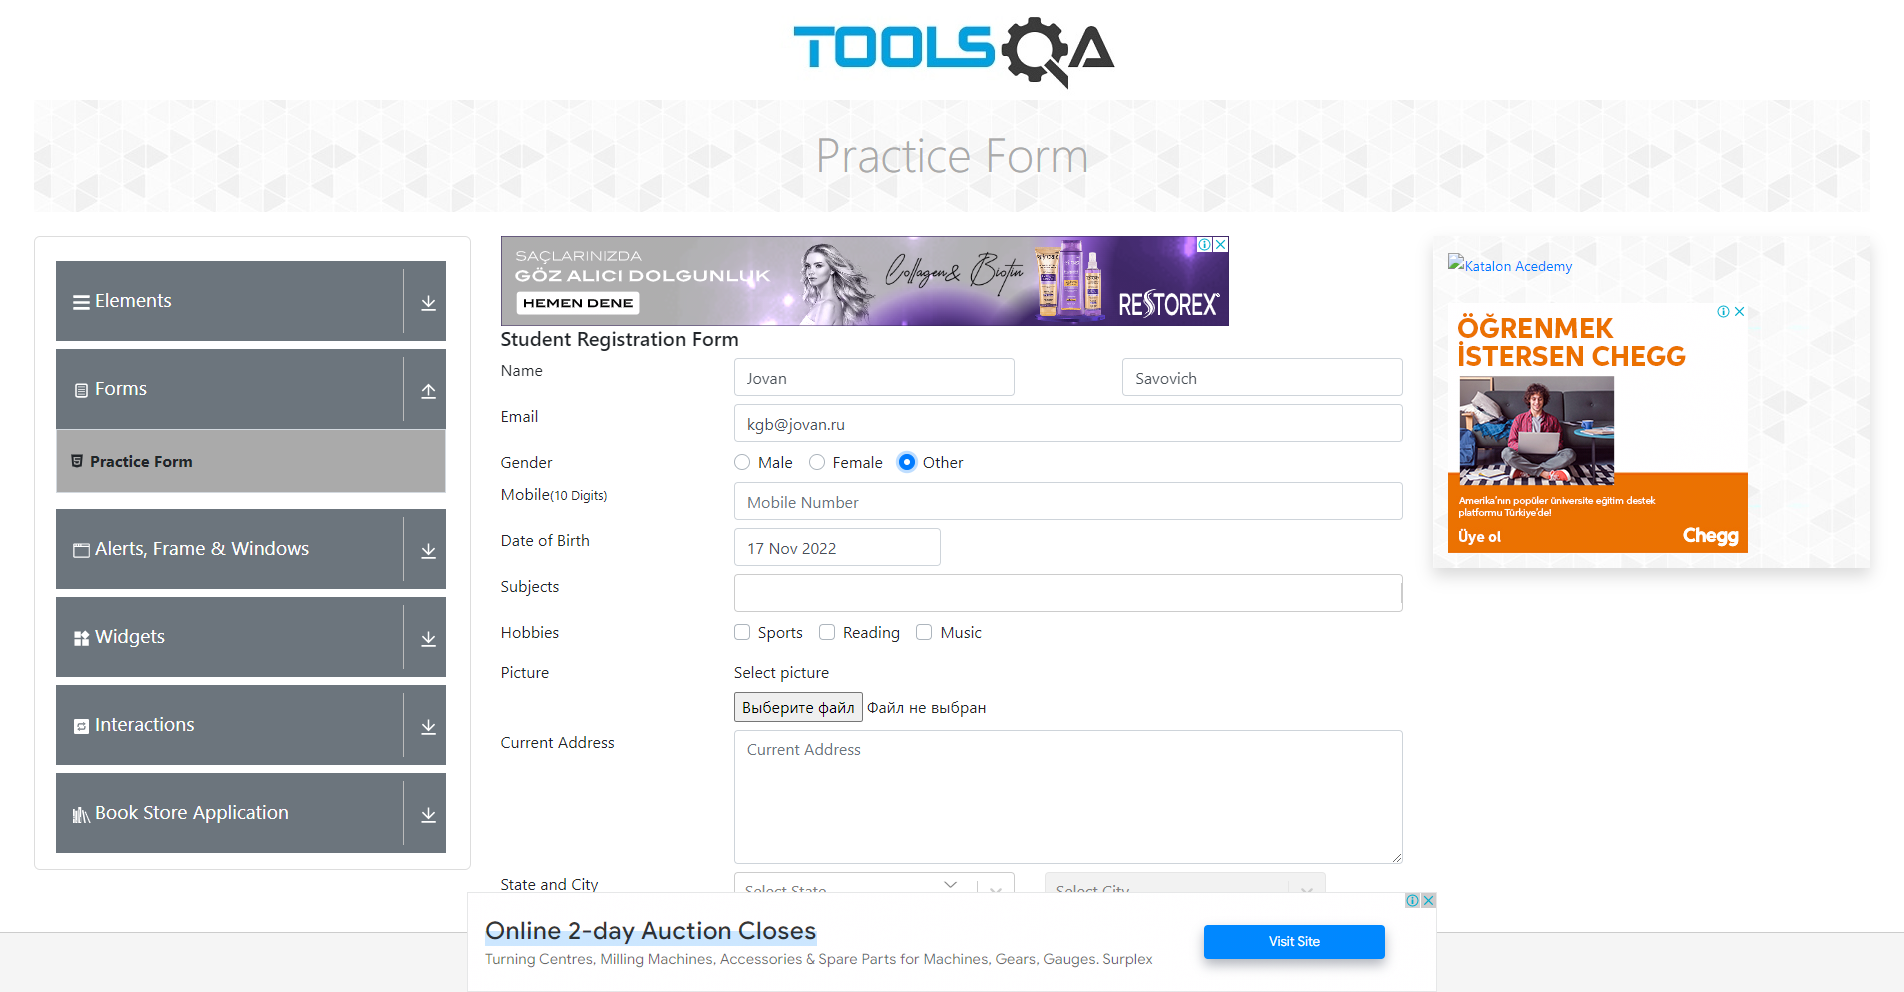 TOOLSQA
Practice Form
Elements
Forms
Practice Form
Alerts, Frame & Windows
Widgets
Interactions
Book Store Application
SAÇLARINIZDA
GÖZ ALICI DOLGUNLUK
HEMEN DENE
Collagen & Biotin
RESTOREX
Student Registration Form
Name
Jovan
Savovich
Email
kgb@jovan.ru
Gender
Male
Female
Other
Mobile(10 Digits)
Mobile Number
Date of Birth
17 Nov 2022
Subjects
Hobbies
Sports
Reading
Music
Picture
Select picture
Выберите файл
Файл не выбран
Current Address
Current Address
State and City
Select State
Select City
Katalon Acedemy
ÖĞRENMEK
İSTERSEN CHEGG
Amerika'nın popüler üniversite eğitim destek
platformu Türkiye'de!
Üye ol
Chegg
Online 2-day Auction Closes
Turning Centres, Milling Machines, Accessories & Spare Parts for Machines, Gears, Gauges. Surplex
Visit Site